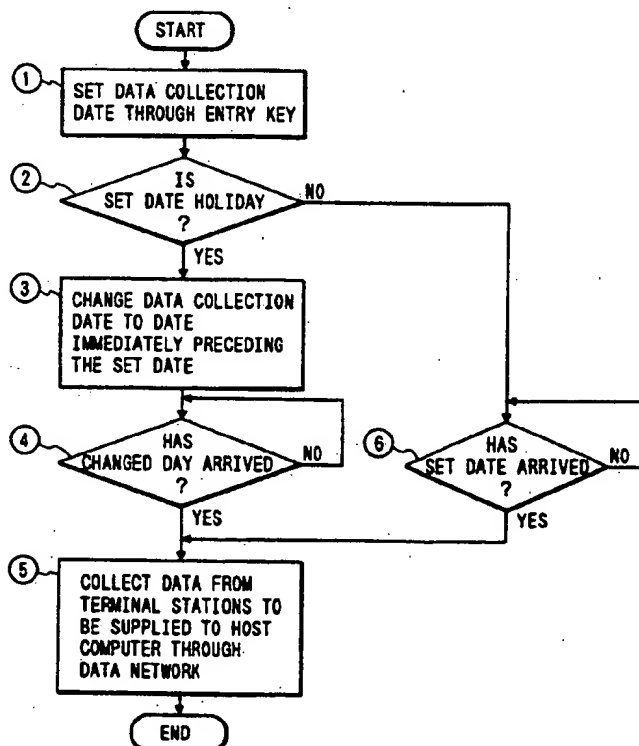 START
1
SET DATA COLLECTION
DATE THROUGH ENTRY KEY
2
IS
SET DATE HOLIDAY
?
NO
YES
3
CHANGE DATA COLLECTION
DATE TO DATE
IMMEDIATELY PRECEDING
THE SET DATE
4
HAS
CHANGED DAY ARRIVED
?
NO
YES
6
HAS
SET DATE ARRIVED
?
NO
YES
5
COLLECT DATA FROM
TERMINAL STATIONS TO
BE SUPPLIED TO HOST
COMPUTER THROUGH
DATA NETWORK
END